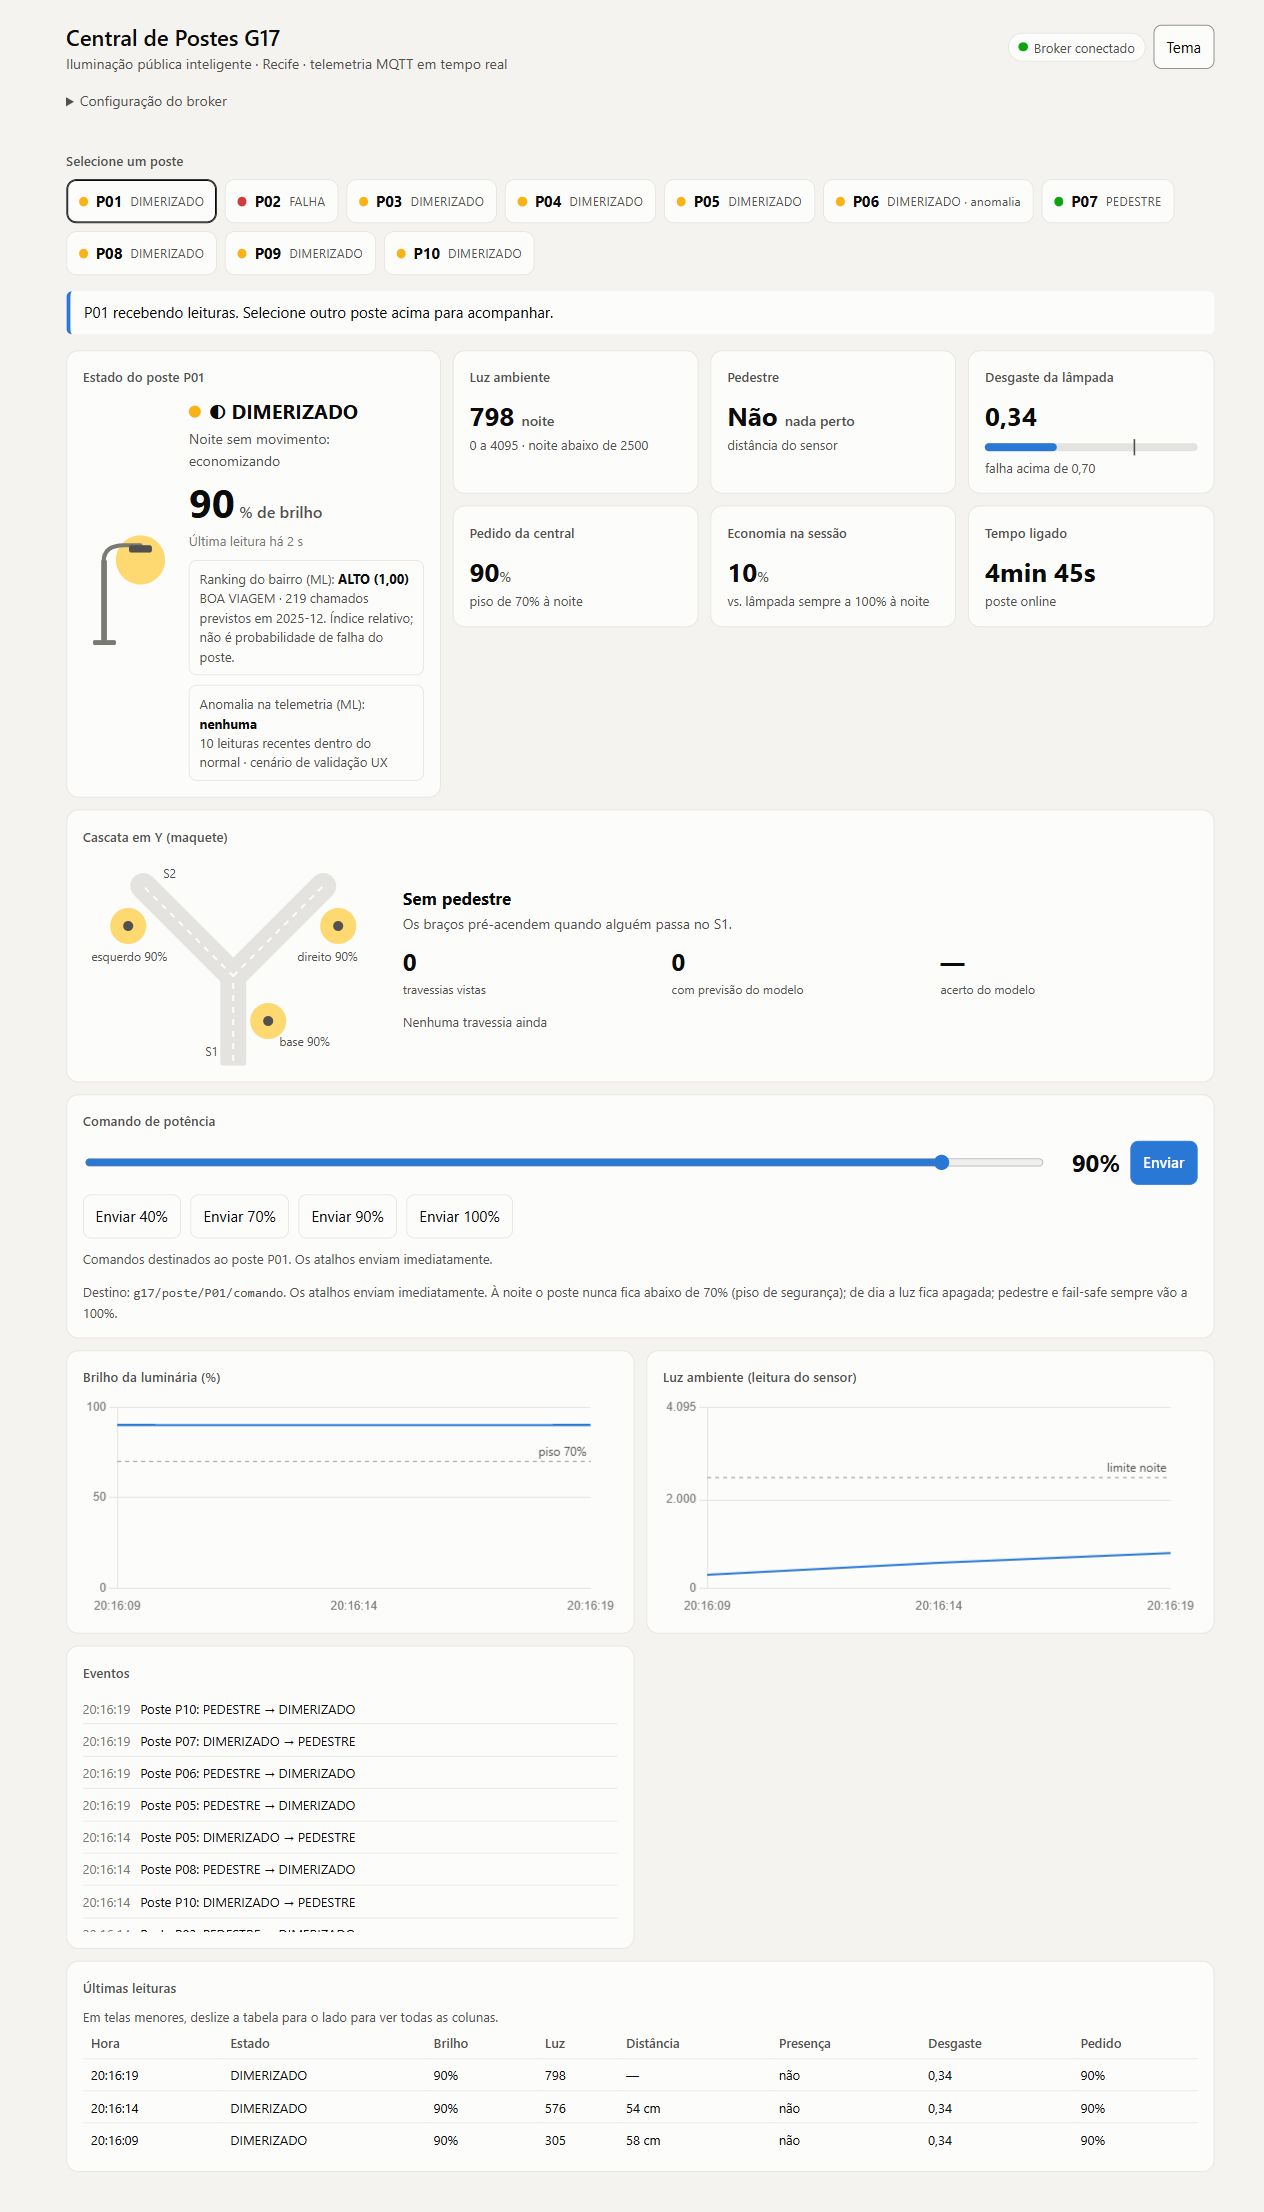 Central de Postes G17
Iluminação pública inteligente · Recife · telemetria MQTT em tempo real
Broker conectado
Tema
▶ Configuração do broker
Selecione um poste
P01 DIMERIZADO
P02 FALHA
P03 DIMERIZADO
P04 DIMERIZADO
P05 DIMERIZADO
P06 DIMERIZADO · anomalia
P07 PEDESTRE
P08 DIMERIZADO
P09 DIMERIZADO
P10 DIMERIZADO
P01 recebendo leituras. Selecione outro poste acima para acompanhar.
Estado do poste P01
◐ DIMERIZADO
Noite sem movimento:
economizando
90 % de brilho
Última leitura há 2 s
Ranking do bairro (ML): ALTO (1,00)
BOA VIAGEM · 219 chamados
previstos em 2025-12. Índice relativo;
não é probabilidade de falha do
poste.
Anomalia na telemetria (ML):
nenhuma
10 leituras recentes dentro do
normal · cenário de validação UX
Luz ambiente
798 noite
0 a 4095 · noite abaixo de 2500
Pedestre
Não nada perto
distância do sensor
Desgaste da lâmpada
0,34
falha acima de 0,70
Pedido da central
90%
piso de 70% à noite
Economia na sessão
10%
vs. lâmpada sempre a 100% à noite
Tempo ligado
4min 45s
poste online
Cascata em Y (maquete)
S2
esquerdo 90%
direito 90%
base 90%
S1
Sem pedestre
Os braços pré-acendem quando alguém passa no S1.
0
travessias vistas
0
com previsão do modelo
—
acerto do modelo
Nenhuma travessia ainda
Comando de potência
90%
Enviar
Enviar 40%
Enviar 70%
Enviar 90%
Enviar 100%
Comandos destinados ao poste P01. Os atalhos enviam imediatamente.
Destino: g17/poste/P01/comando. Os atalhos enviam imediatamente. À noite o poste nunca fica abaixo de 70% (piso de segurança); de dia a luz fica apagada; pedestre e fail-safe sempre vão a
100%.
Brilho da luminária (%)
100
piso 70%
50
0
20:16:09 20:16:14 20:16:19
Luz ambiente (leitura do sensor)
4.095
limite noite
2.000
0
20:16:09 20:16:14 20:16:19
Eventos
20:16:19 Poste P10: PEDESTRE → DIMERIZADO
20:16:19 Poste P07: DIMERIZADO → PEDESTRE
20:16:19 Poste P06: PEDESTRE → DIMERIZADO
20:16:19 Poste P05: PEDESTRE → DIMERIZADO
20:16:14 Poste P05: DIMERIZADO → PEDESTRE
20:16:14 Poste P08: PEDESTRE → DIMERIZADO
20:16:14 Poste P10: DIMERIZADO → PEDESTRE
Últimas leituras
Em telas menores, deslize a tabela para o lado para ver todas as colunas.
Hora Estado Brilho Luz Distância Presença Desgaste Pedido
20:16:19 DIMERIZADO 90% 798 — não 0,34 90%
20:16:14 DIMERIZADO 90% 576 54 cm não 0,34 90%
20:16:09 DIMERIZADO 90% 305 58 cm não 0,34 90%